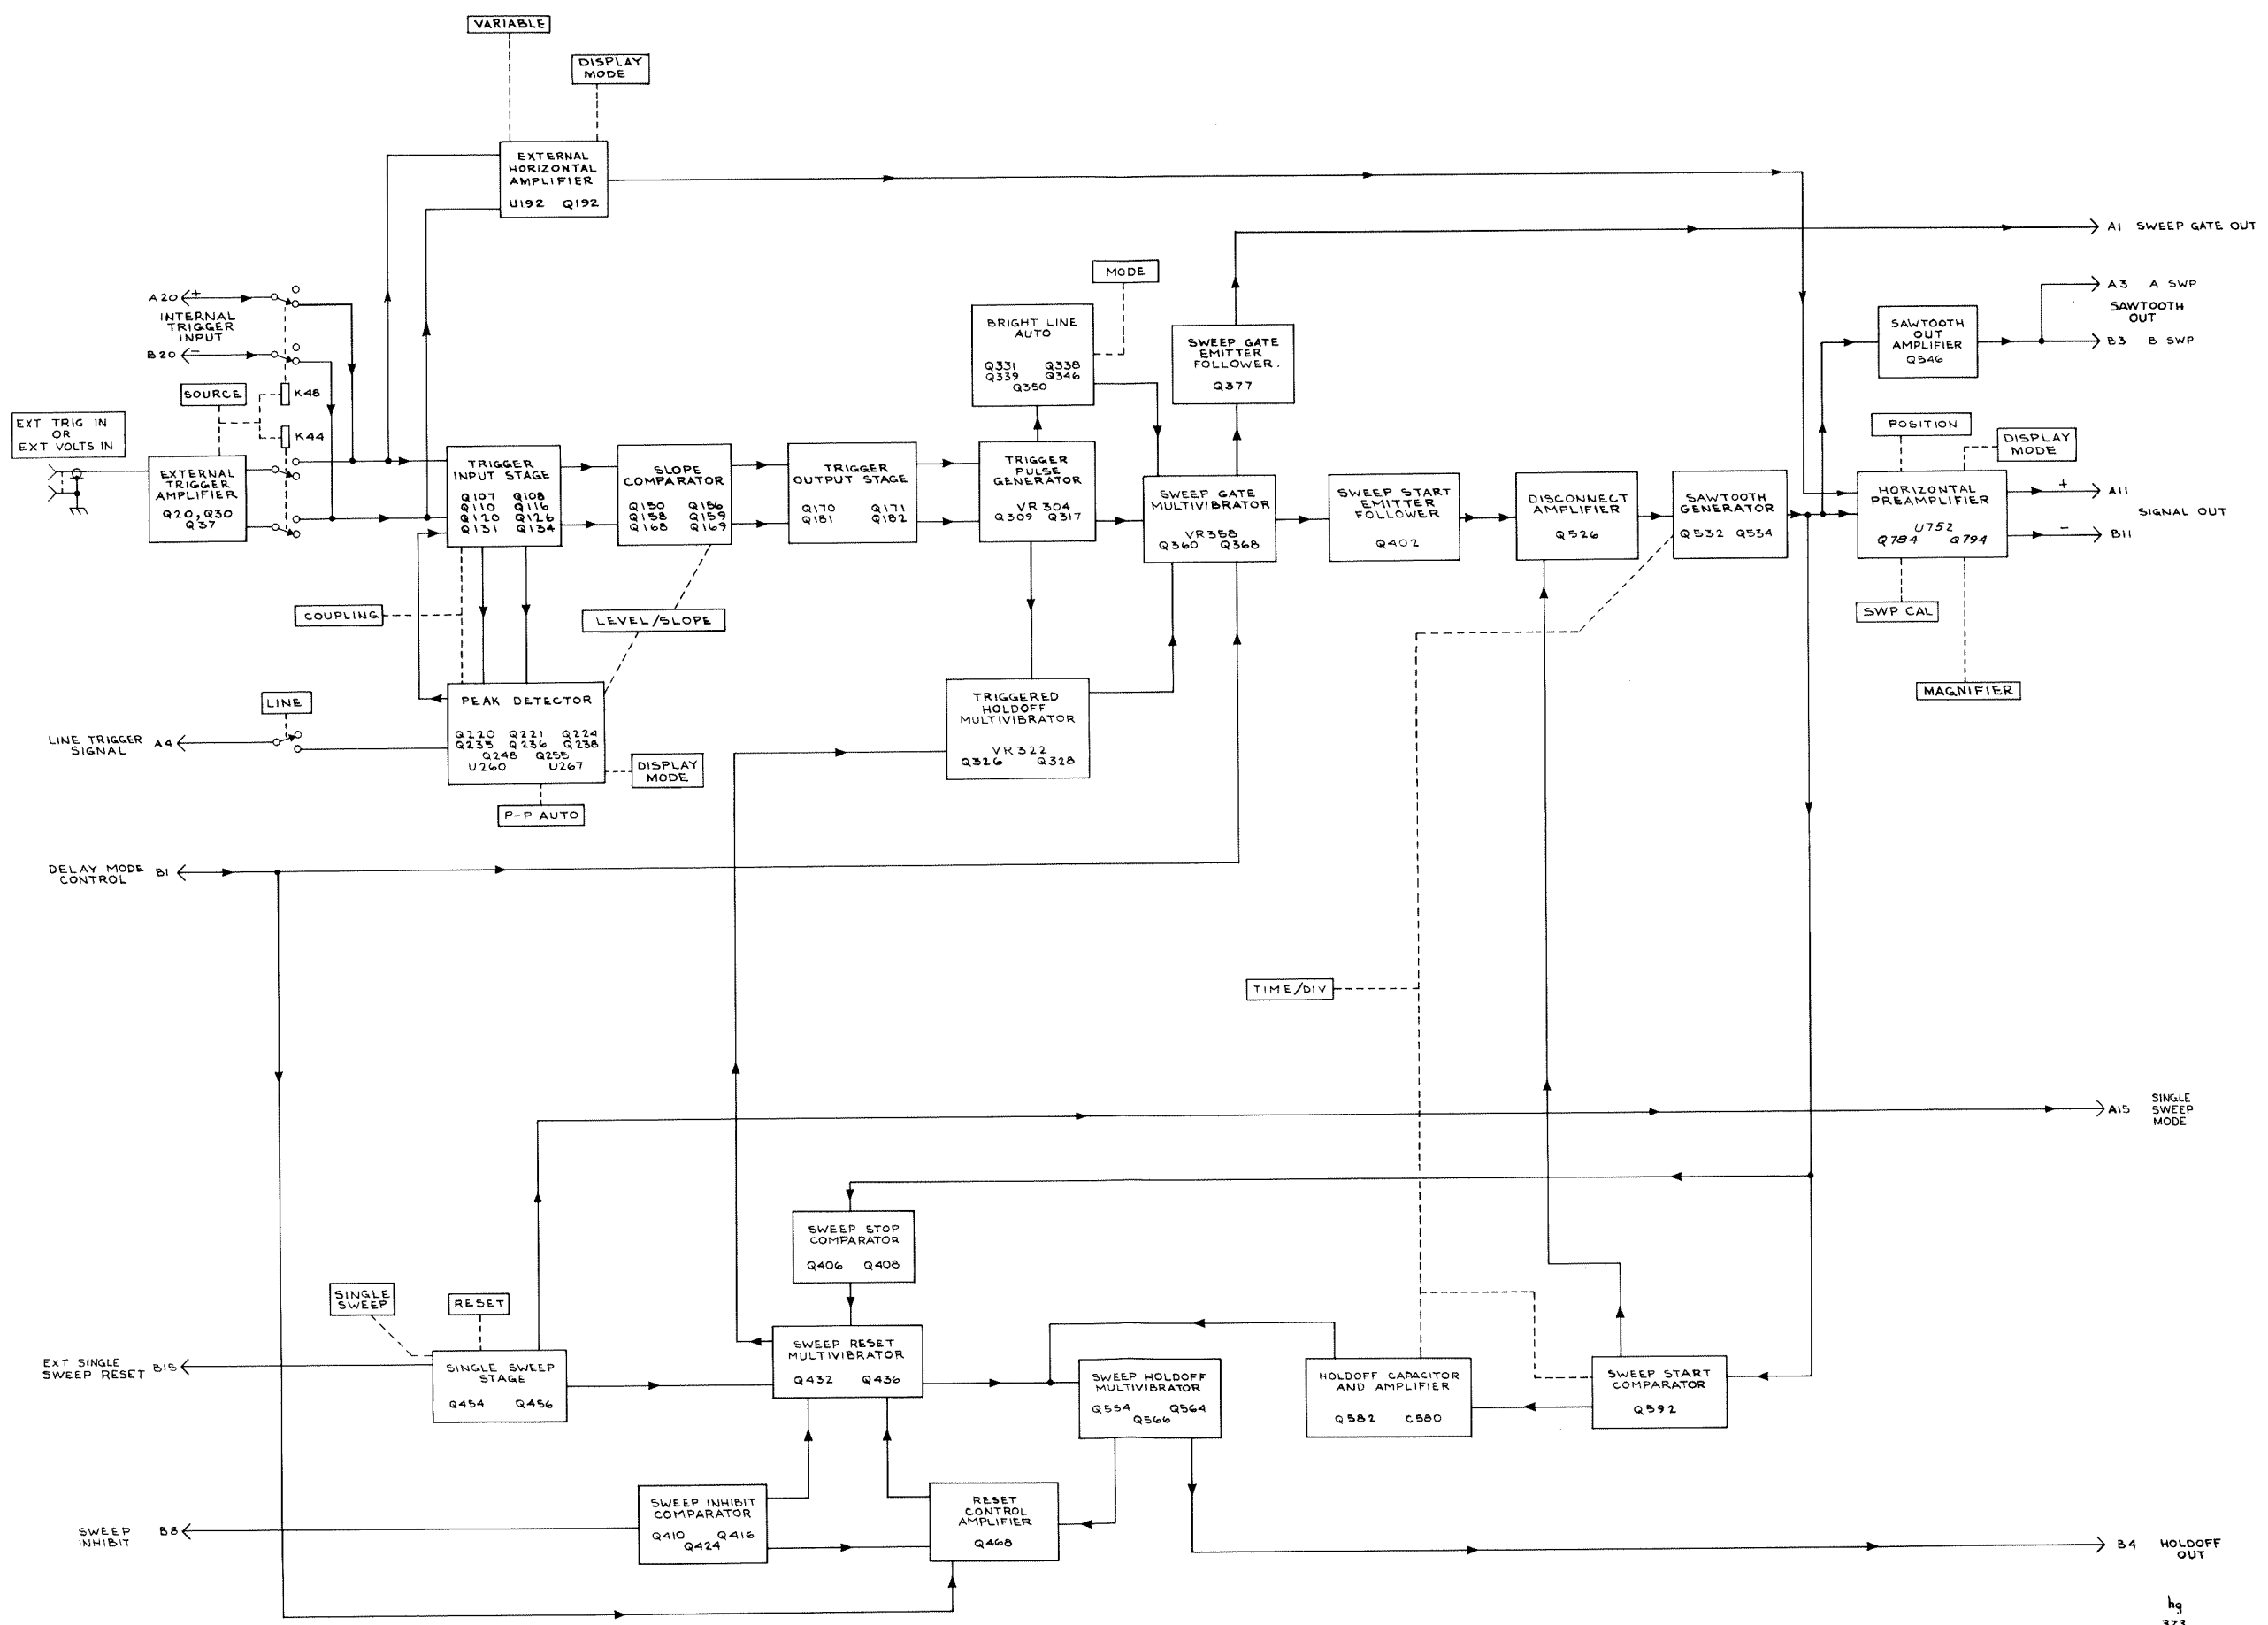 VARIABLE
DISPLAY
MODE
EXTERNAL
HORIZONTAL
AMPLIFIER
U192 Q192
A1 SWEEP GATE OUT
A20 +
INTERNAL
TRIGGER
INPUT
B20 −
SOURCE
K48
K44
EXT TRIG IN
OR
EXT VOLTS IN
EXTERNAL
TRIGGER
AMPLIFIER
Q20, Q30
Q37
TRIGGER
INPUT STAGE
Q107 Q108
Q110 Q116
Q120 Q126
Q131 Q134
SLOPE
COMPARATOR
Q150 Q156
Q158 Q159
Q168 Q169
TRIGGER
OUTPUT STAGE
Q170 Q171
Q181 Q182
MODE
BRIGHT LINE
AUTO
Q331 Q338
Q339 Q346
Q350
TRIGGER
PULSE
GENERATOR
VR304
Q309 Q317
SWEEP GATE
EMITTER
FOLLOWER.
Q377
SWEEP GATE
MULTIVIBRATOR
VR358
Q360 Q368
SWEEP START
EMITTER
FOLLOWER
Q402
DISCONNECT
AMPLIFIER
Q526
SAWTOOTH
GENERATOR
Q532 Q534
SAWTOOTH
OUT
AMPLIFIER
Q546
A3 A SWP
SAWTOOTH
OUT
B3 B SWP
POSITION
DISPLAY
MODE
HORIZONTAL
PREAMPLIFIER
U752
Q784 Q794
+ A11
SIGNAL OUT
− B11
SWP CAL
MAGNIFIER
COUPLING
LEVEL/SLOPE
LINE
LINE TRIGGER
SIGNAL A4
PEAK DETECTOR
Q220 Q221 Q224
Q235 Q236 Q238
Q248 Q255
U260 U267
DISPLAY
MODE
P-P AUTO
TRIGGERED
HOLDOFF
MULTIVIBRATOR
VR322
Q326 Q328
DELAY MODE
CONTROL B1
TIME/DIV
A15 SINGLE
SWEEP
MODE
SWEEP STOP
COMPARATOR
Q406 Q408
SINGLE
SWEEP
RESET
EXT SINGLE
SWEEP RESET B15
SINGLE SWEEP
STAGE
Q454 Q456
SWEEP RESET
MULTIVIBRATOR
Q432 Q436
SWEEP HOLDOFF
MULTIVIBRATOR
Q554 Q564
Q566
HOLDOFF CAPACITOR
AND AMPLIFIER
Q582 C580
SWEEP START
COMPARATOR
Q592
SWEEP
INHIBIT B8
SWEEP INHIBIT
COMPARATOR
Q410 Q416
Q424
RESET
CONTROL
AMPLIFIER
Q468
B4 HOLDOFF
OUT
hg
373